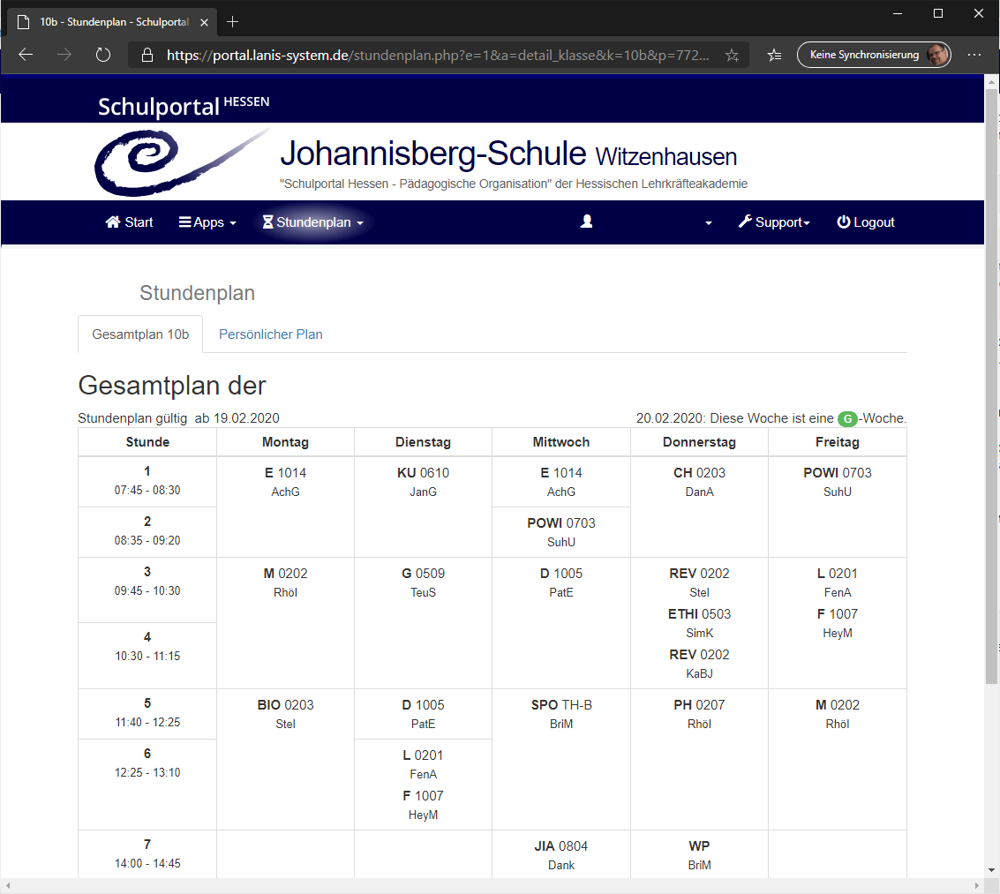 10b - Stundenplan - Schulportal
https://portal.lanis-system.de/stundenplan.php?e=1&a=detail_klasse&k=10b&p=772...
Keine Synchronisierung
Schulportal HESSEN
Johannisberg-Schule Witzenhausen
"Schulportal Hessen - Pädagogische Organisation" der Hessischen Lehrkräfteakademie
Start Apps Stundenplan Support Logout
Stundenplan
Gesamtplan 10b Persönlicher Plan
Gesamtplan der
Stundenplan gültig ab 19.02.2020 20.02.2020: Diese Woche ist eine G-Woche.
Stunde Montag Dienstag Mittwoch Donnerstag Freitag
1 E 1014 KU 0610 E 1014 CH 0203 POWI 0703
07:45 - 08:30 AchG JanG AchG DanA SuhU
2 POWI 0703
08:35 - 09:20 SuhU
3 M 0202 G 0509 D 1005 REV 0202 L 0201
09:45 - 10:30 Rhöl TeuS PatE Stel FenA
ETHI 0503 F 1007
4 SimK HeyM
10:30 - 11:15 REV 0202
KaBJ
5 BIO 0203 D 1005 SPO TH-B PH 0207 M 0202
11:40 - 12:25 Stel PatE BriM Rhöl Rhöl
6 L 0201
12:25 - 13:10 FenA
F 1007
HeyM
7 JIA 0804 WP
14:00 - 14:45 Dank BriM